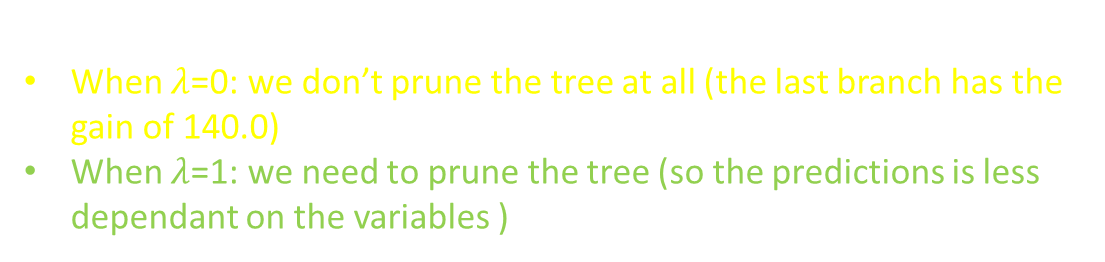 • When 𝜆=0: we don’t prune the tree at all (the last branch has the
gain of 140.0)
• When 𝜆=1: we need to prune the tree (so the predictions is less
dependant on the variables )